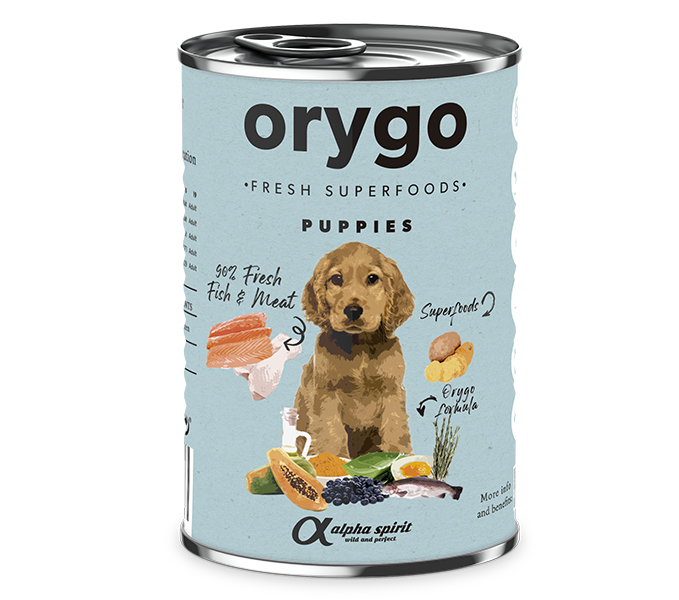 orygo
•FRESH SUPERFOODS•
PUPPIES
90% Fresh
Fish & Meat
Superfoods
Orygo
Formula
alpha spirit
wild and perfect
More info
and benefits: